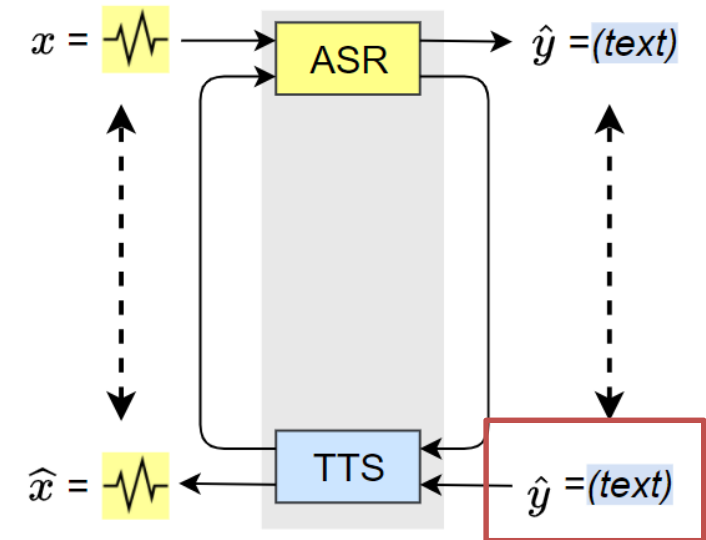 x = ASR ŷ =(text)
x̂ = TTS ŷ =(text)